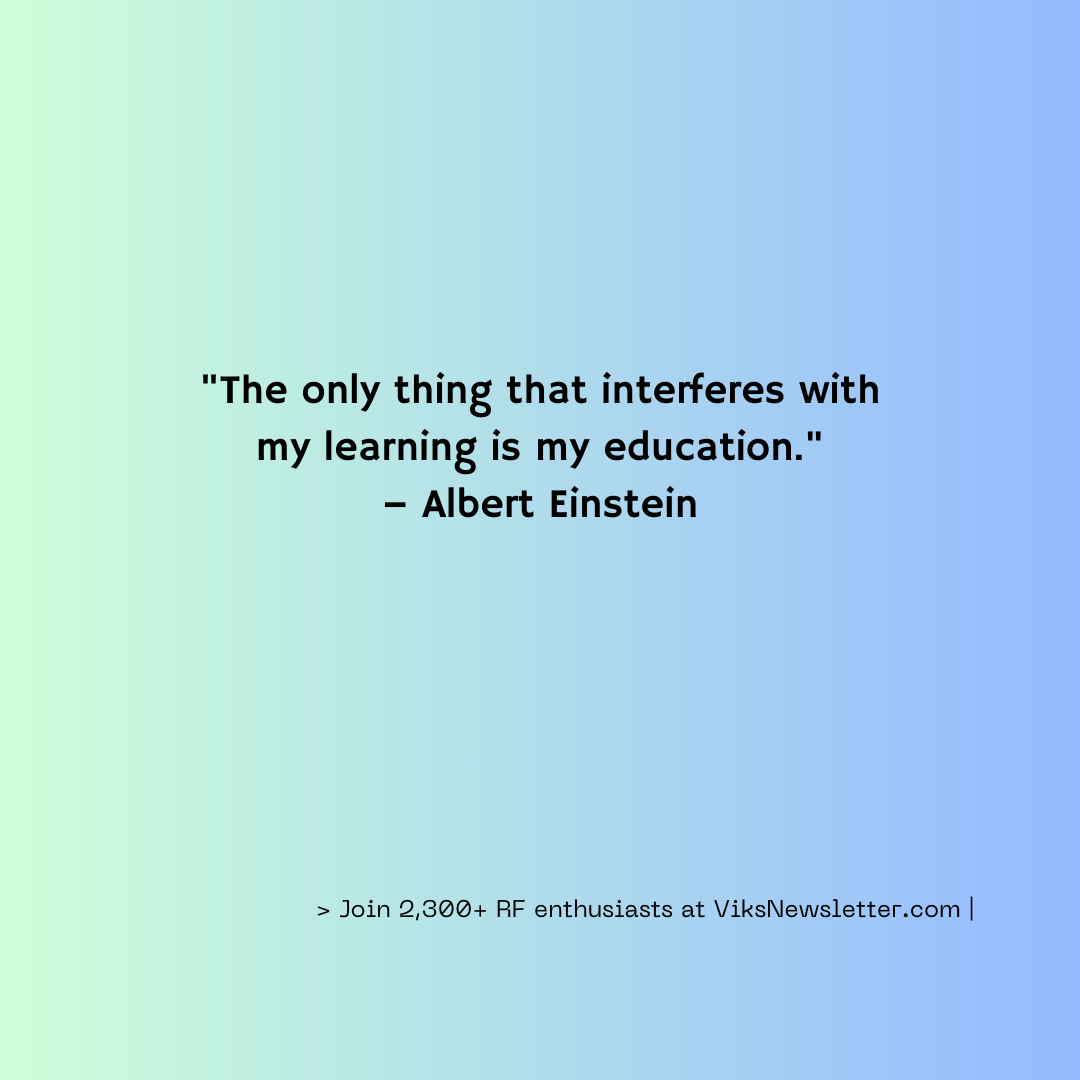 "The only thing that interferes with
my learning is my education."
– Albert Einstein
> Join 2,300+ RF enthusiasts at ViksNewsletter.com |